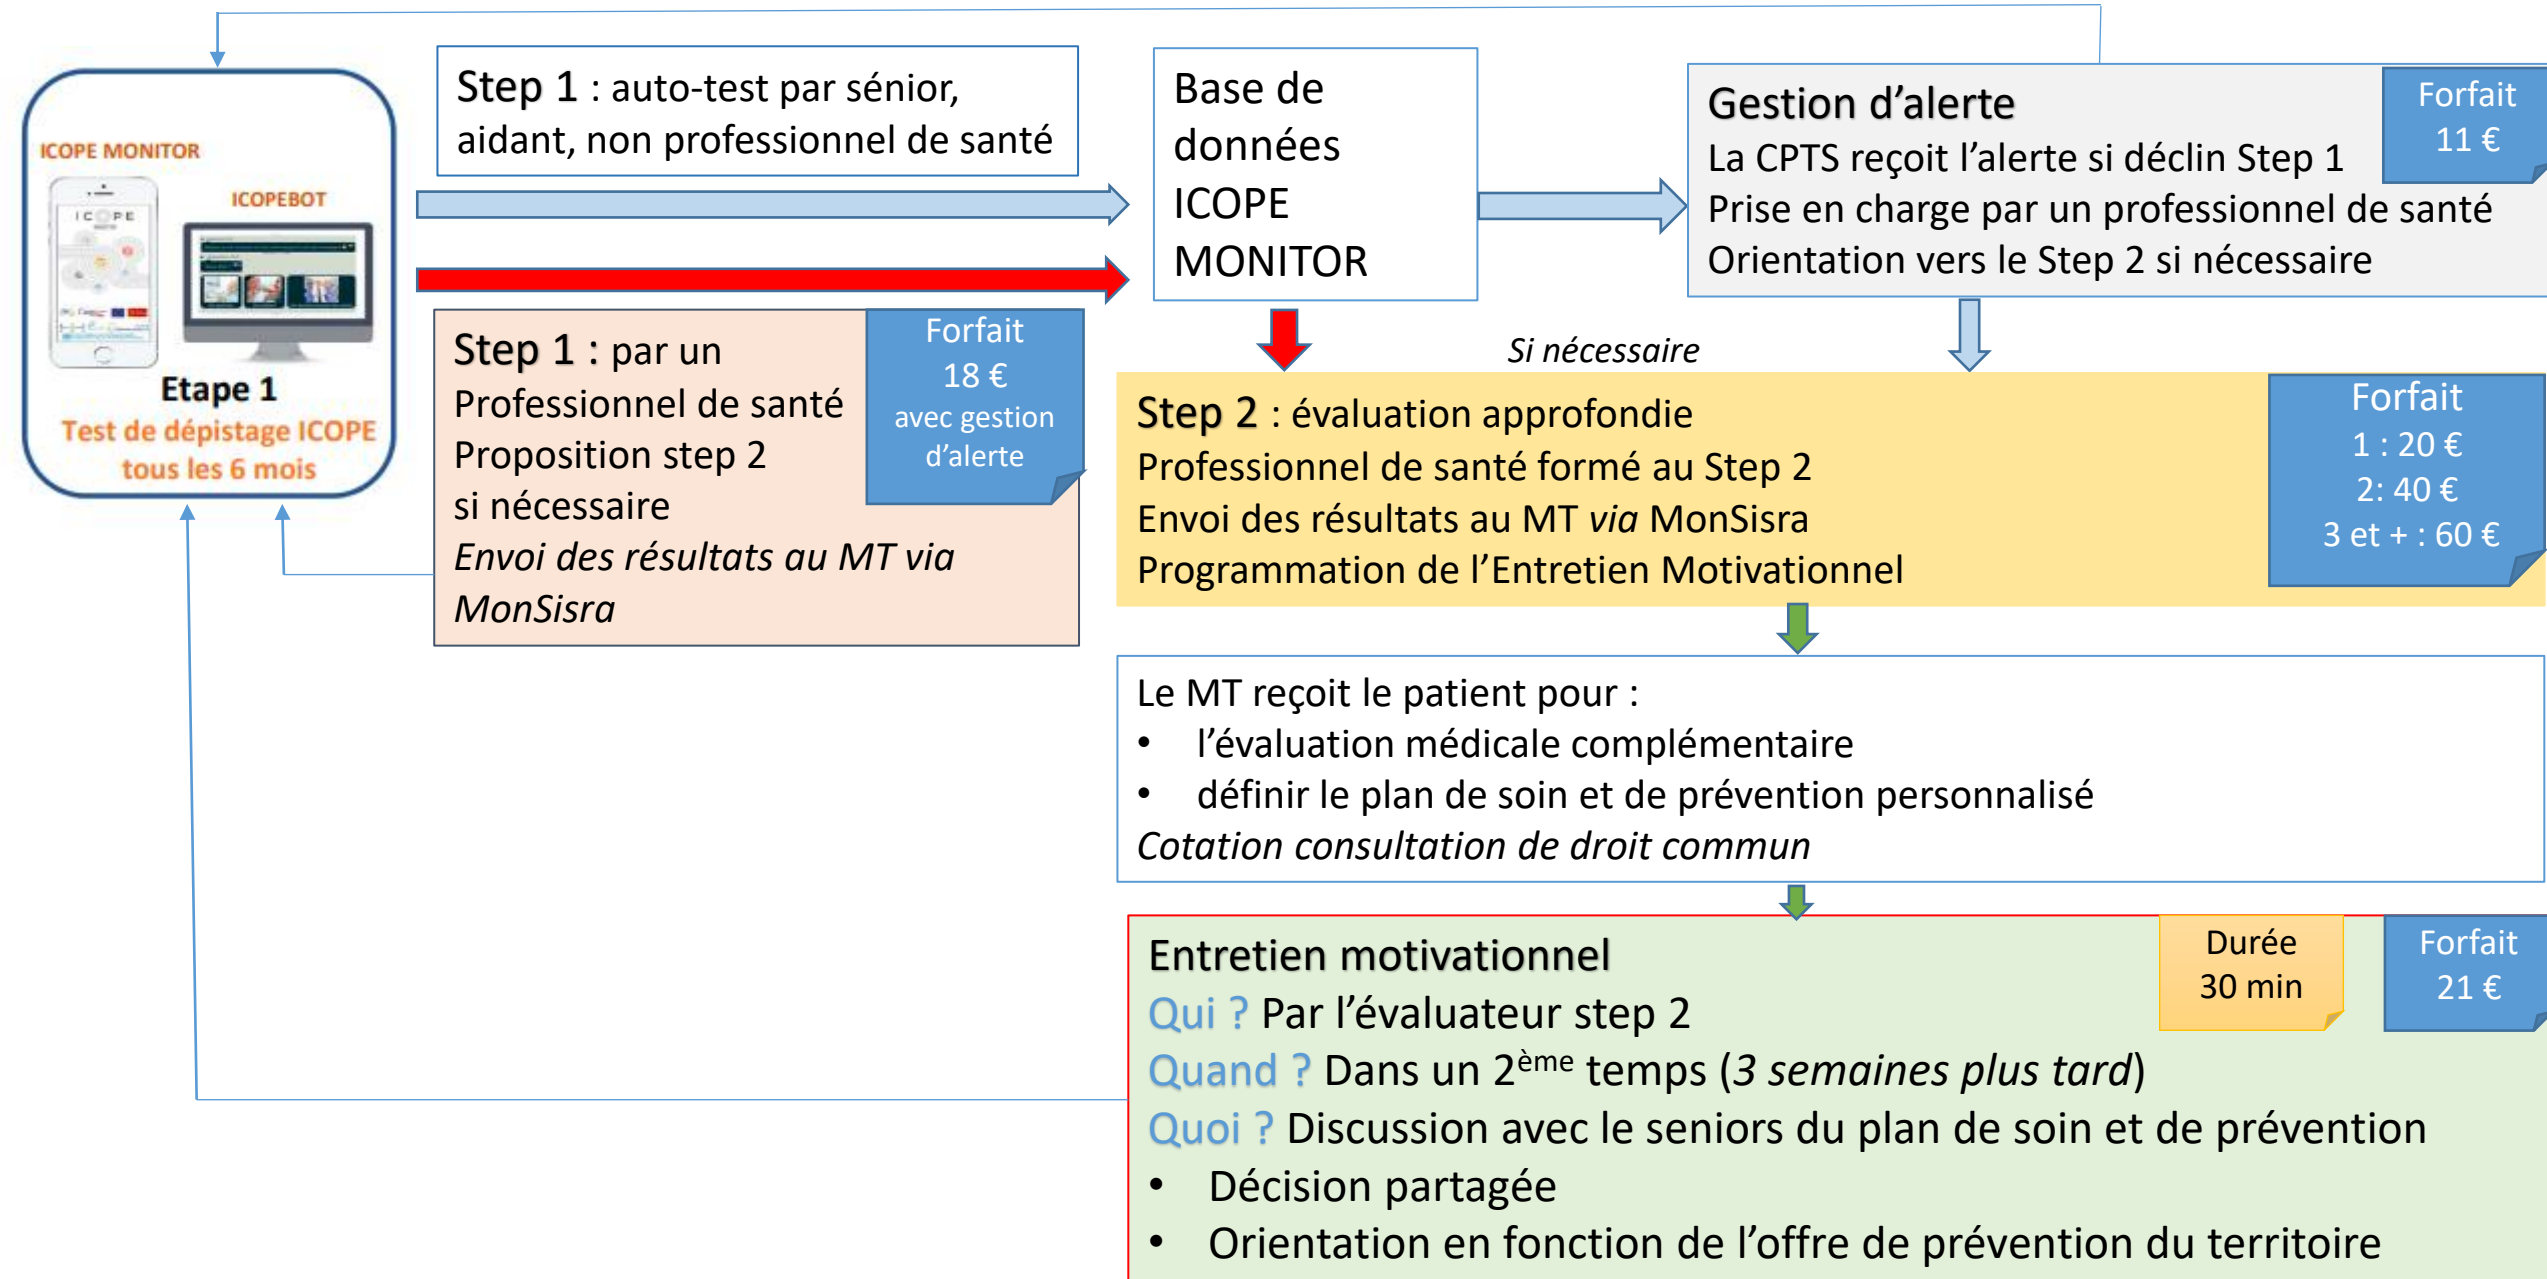 ICOPE MONITOR
ICOPE
MONITOR
ICOPEBOT
Etape 1
Test de dépistage ICOPE
tous les 6 mois
Step 1 : auto-test par sénior,
aidant, non professionnel de santé
Step 1 : par un
Professionnel de santé
Proposition step 2
si nécessaire
Envoi des résultats au MT via
MonSisra
Forfait
18 €
avec gestion
d’alerte
Base de
données
ICOPE
MONITOR
Gestion d’alerte
La CPTS reçoit l’alerte si déclin Step 1
Prise en charge par un professionnel de santé
Orientation vers le Step 2 si nécessaire
Forfait
11 €
Si nécessaire
Step 2 : évaluation approfondie
Professionnel de santé formé au Step 2
Envoi des résultats au MT via MonSisra
Programmation de l’Entretien Motivationnel
Forfait
1 : 20 €
2: 40 €
3 et + : 60 €
Le MT reçoit le patient pour :
• l’évaluation médicale complémentaire
• définir le plan de soin et de prévention personnalisé
Cotation consultation de droit commun
Entretien motivationnel
Qui ? Par l’évaluateur step 2
Quand ? Dans un 2ème temps (3 semaines plus tard)
Quoi ? Discussion avec le seniors du plan de soin et de prévention
• Décision partagée
• Orientation en fonction de l’offre de prévention du territoire
Durée
30 min
Forfait
21 €